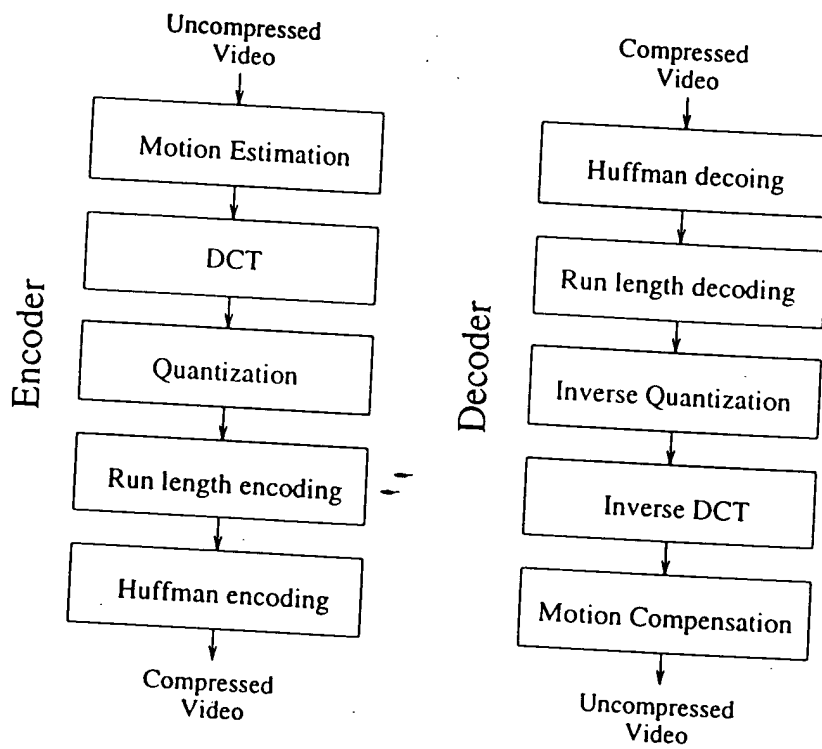 Uncompressed
Video
Motion Estimation
DCT
Quantization
Run length encoding
Huffman encoding
Compressed
Video
Encoder
Compressed
Video
Huffman decoing
Run length decoding
Inverse Quantization
Inverse DCT
Motion Compensation
Uncompressed
Video
Decoder